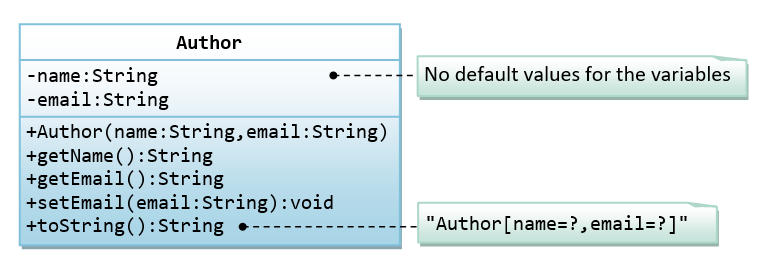 Author
-name:String
-email:String
No default values for the variables
+Author(name:String,email:String)
+getName():String
+getEmail():String
+setEmail(email:String):void
+toString():String
"Author[name=?,email=?]"